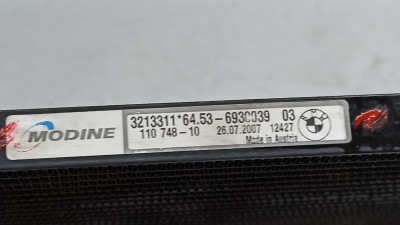 MODINE
3213311*64.53-6930039 03
110 748-10 26.07.2007 12427
Made in Austria